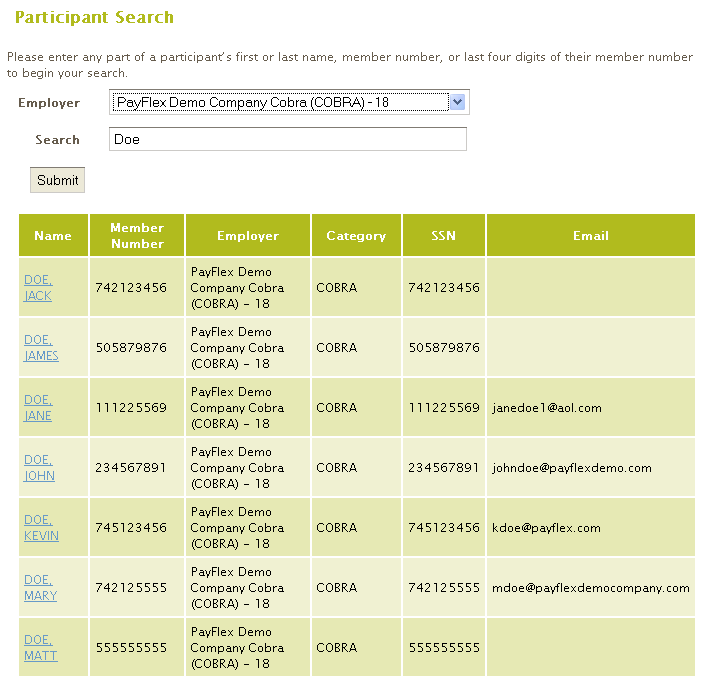 Participant Search
Please enter any part of a participant's first or last name, member number, or last four digits of their member number
to begin your search.
Employer PayFlex Demo Company Cobra (COBRA) - 18
Search Doe
Submit
Name Member Number Employer Category SSN Email
DOE, JACK 742123456 PayFlex Demo Company Cobra (COBRA) - 18 COBRA 742123456
DOE, JAMES 505879876 PayFlex Demo Company Cobra (COBRA) - 18 COBRA 505879876
DOE, JANE 111225569 PayFlex Demo Company Cobra (COBRA) - 18 COBRA 111225569 janedoe1@aol.com
DOE, JOHN 234567891 PayFlex Demo Company Cobra (COBRA) - 18 COBRA 234567891 johndoe@payflexdemo.com
DOE, KEVIN 745123456 PayFlex Demo Company Cobra (COBRA) - 18 COBRA 745123456 kdoe@payflex.com
DOE, MARY 742125555 PayFlex Demo Company Cobra (COBRA) - 18 COBRA 742125555 mdoe@payflexdemocompany.com
DOE, MATT 555555555 PayFlex Demo Company Cobra (COBRA) - 18 COBRA 555555555